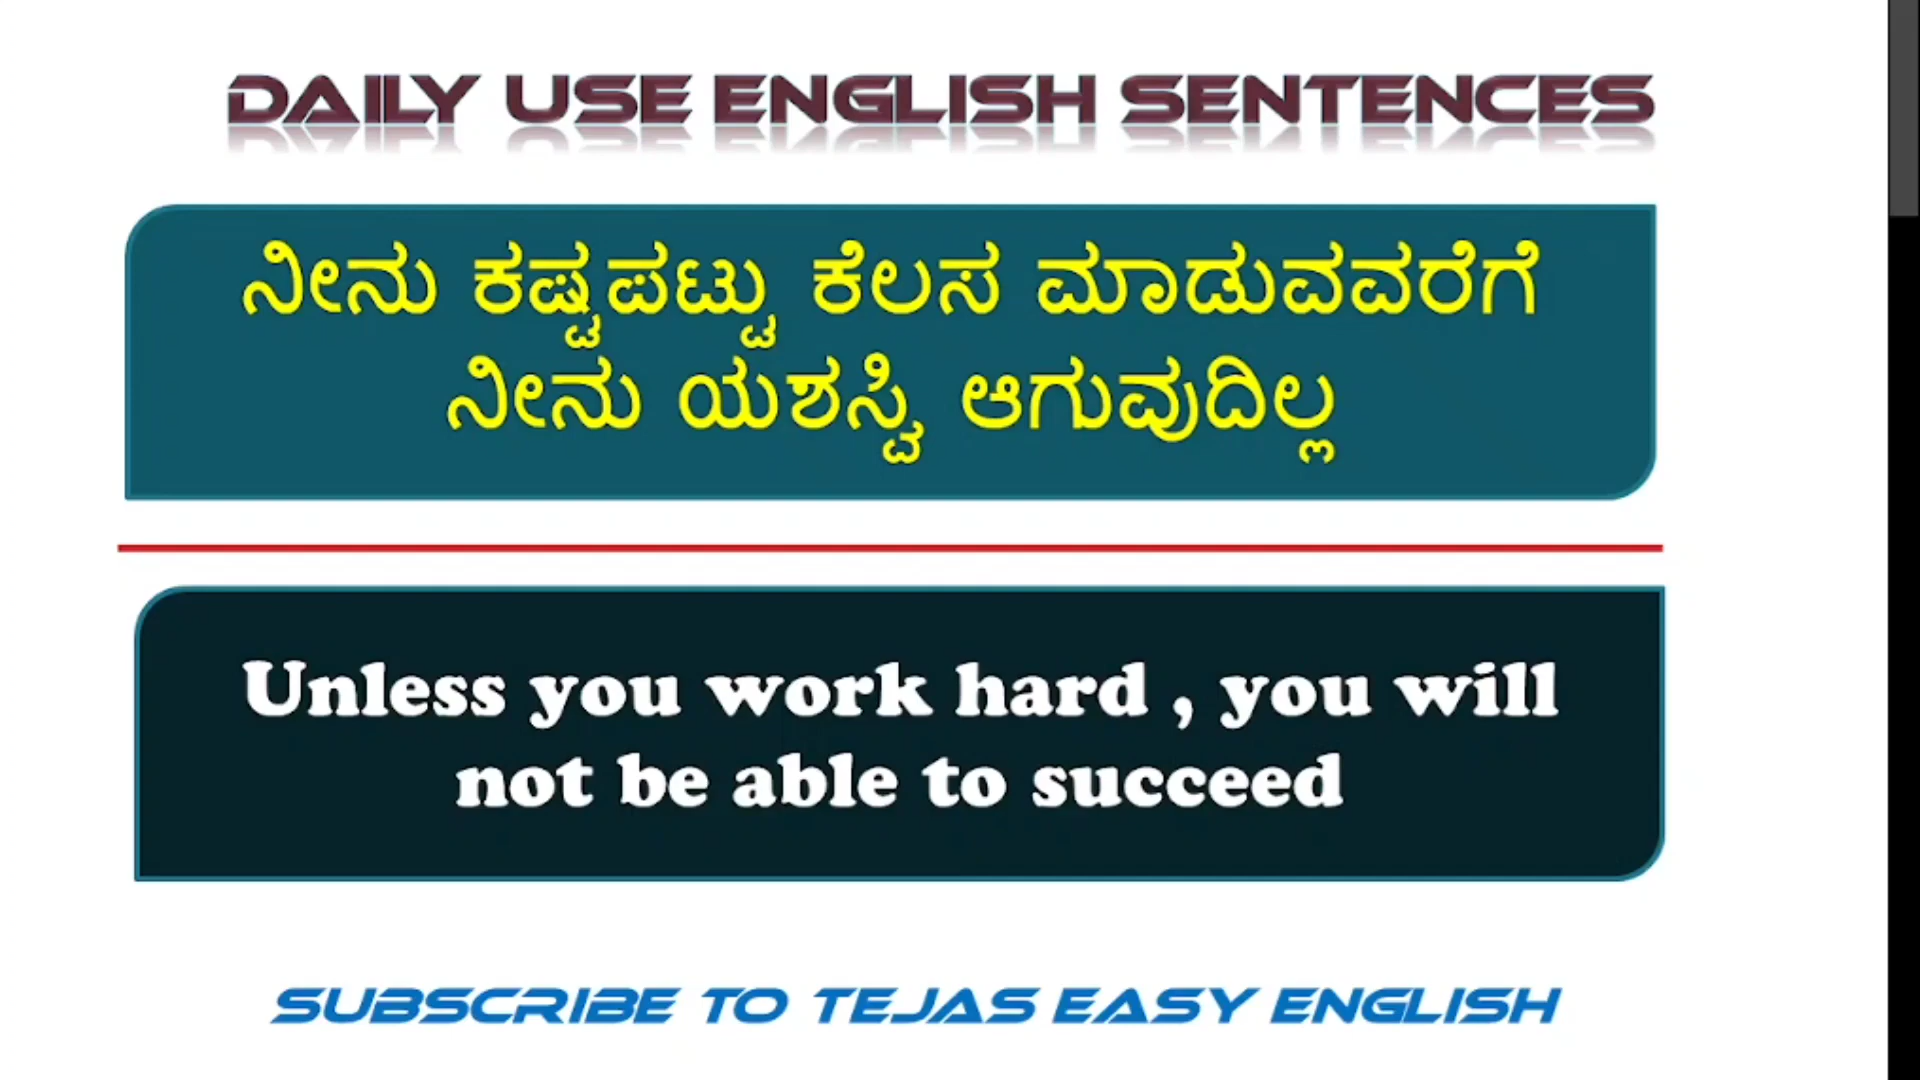 DAILY USE ENGLISH SENTENCES
ನೀನು ಕಷ್ಟಪಟ್ಟು ಕೆಲಸ ಮಾಡುವವರೆಗೆ
ನೀನು ಯಶಸ್ವಿ ಆಗುವುದಿಲ್ಲ
Unless you work hard , you will
not be able to succeed
SUBSCRIBE TO TEJAS EASY ENGLISH